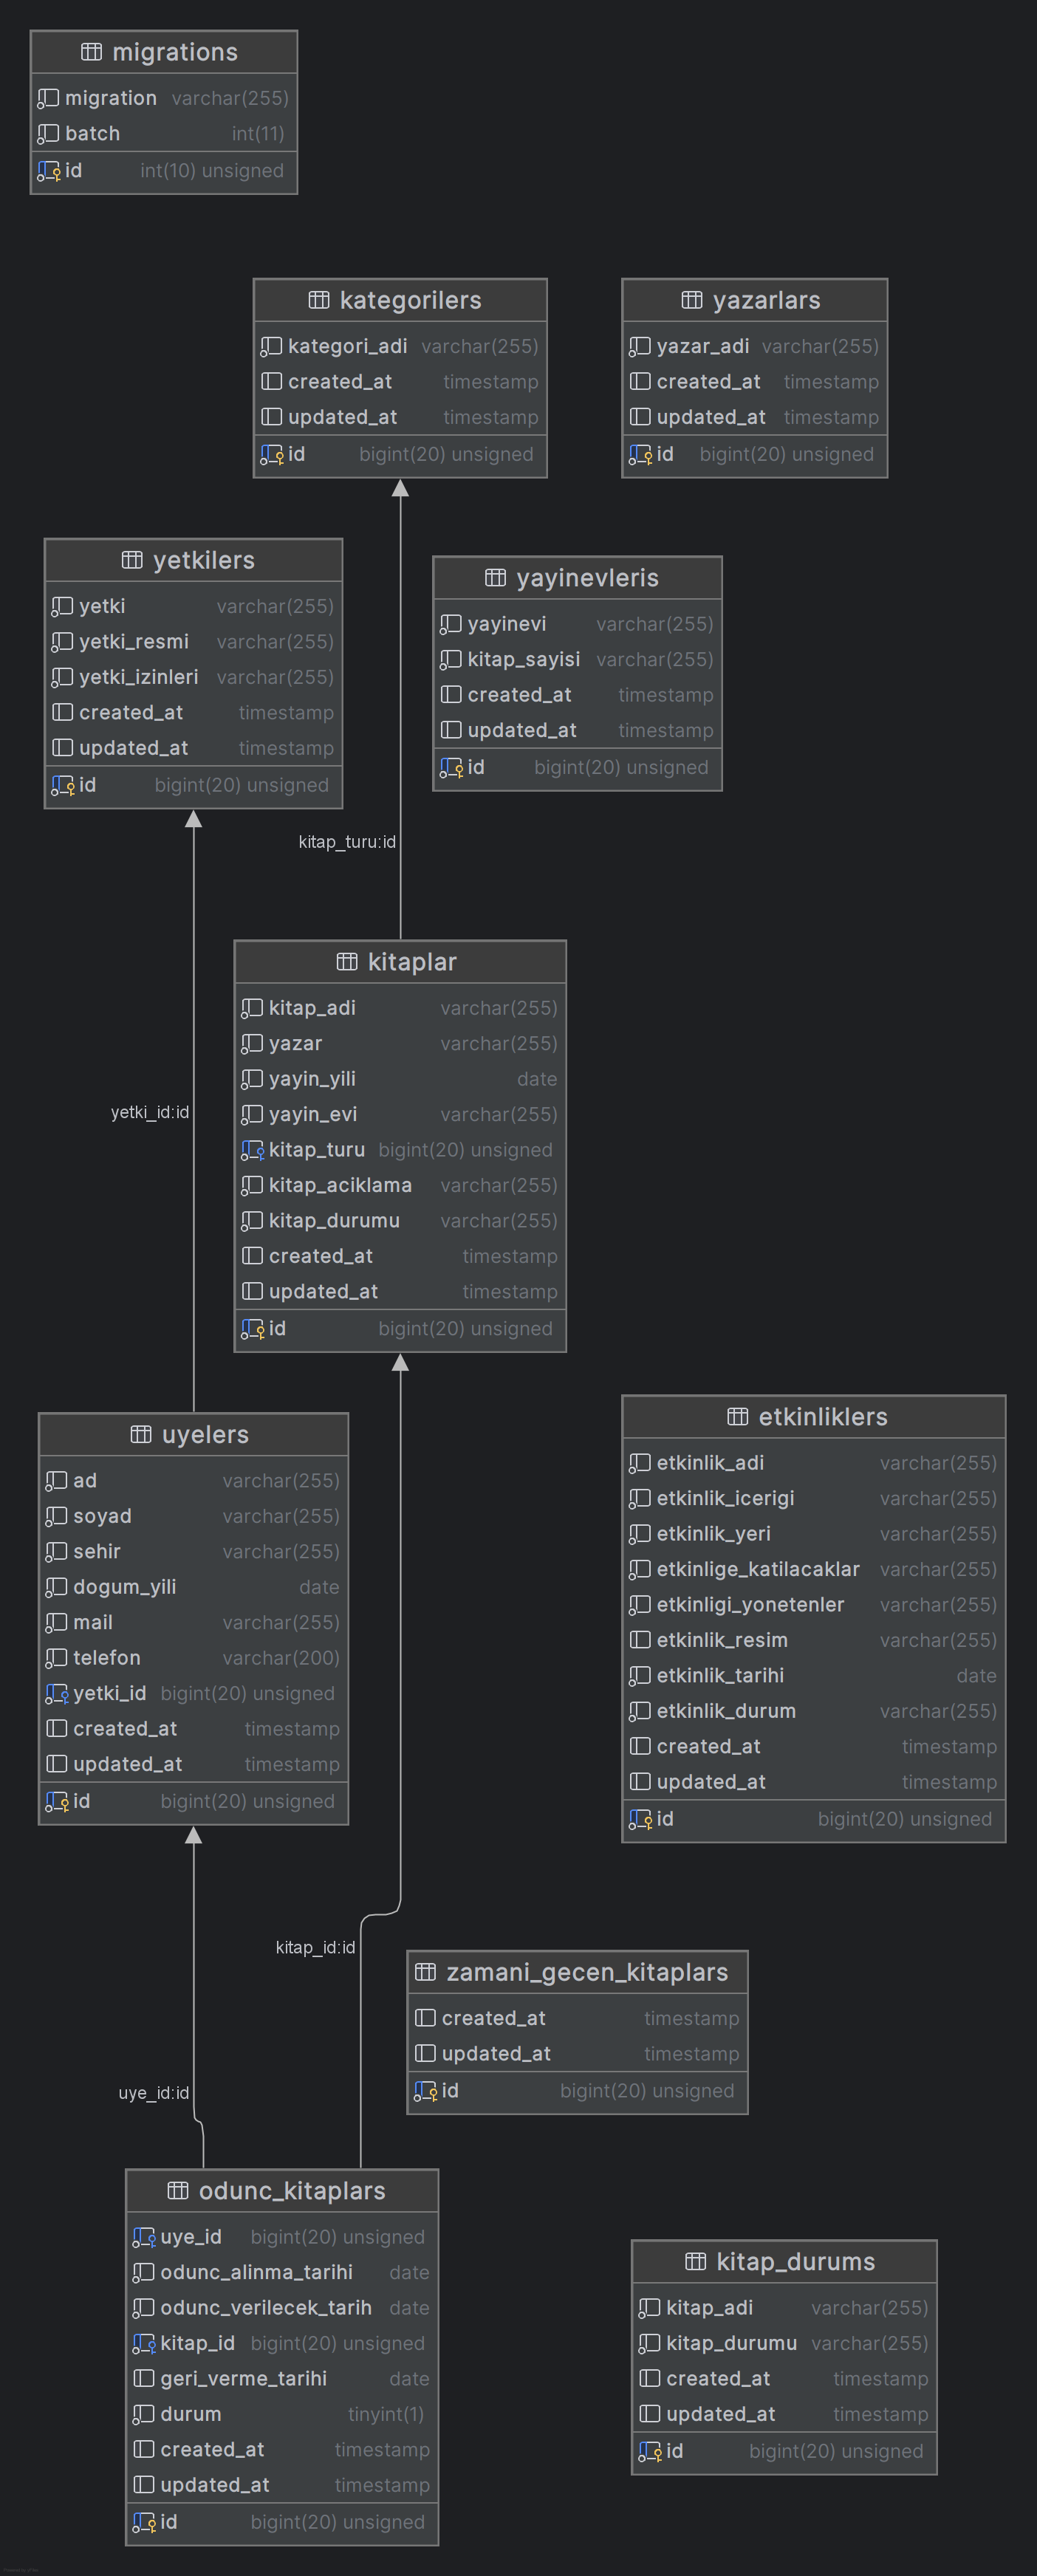 migrations
migration varchar(255)
batch int(11)
id int(10) unsigned
kategorilers
kategori_adi varchar(255)
created_at timestamp
updated_at timestamp
id bigint(20) unsigned
yazarlars
yazar_adi varchar(255)
created_at timestamp
updated_at timestamp
id bigint(20) unsigned
yetkilers
yetki varchar(255)
yetki_resmi varchar(255)
yetki_izinleri varchar(255)
created_at timestamp
updated_at timestamp
id bigint(20) unsigned
yayinevleris
yayinevi varchar(255)
kitap_sayisi varchar(255)
created_at timestamp
updated_at timestamp
id bigint(20) unsigned
kitap_turu:id
kitaplar
kitap_adi varchar(255)
yazar varchar(255)
yayin_yili date
yayin_evi varchar(255)
kitap_turu bigint(20) unsigned
kitap_aciklama varchar(255)
kitap_durumu varchar(255)
created_at timestamp
updated_at timestamp
id bigint(20) unsigned
yetki_id:id
uyelers
ad varchar(255)
soyad varchar(255)
sehir varchar(255)
dogum_yili date
mail varchar(255)
telefon varchar(200)
yetki_id bigint(20) unsigned
created_at timestamp
updated_at timestamp
id bigint(20) unsigned
etkinliklers
etkinlik_adi varchar(255)
etkinlik_icerigi varchar(255)
etkinlik_yeri varchar(255)
etkinlige_katilacaklar varchar(255)
etkinligi_yonetenler varchar(255)
etkinlik_resim varchar(255)
etkinlik_tarihi date
etkinlik_durum varchar(255)
created_at timestamp
updated_at timestamp
id bigint(20) unsigned
kitap_id:id
zamani_gecen_kitaplars
created_at timestamp
updated_at timestamp
id bigint(20) unsigned
uye_id:id
odunc_kitaplars
uye_id bigint(20) unsigned
odunc_alinma_tarihi date
odunc_verilecek_tarih date
kitap_id bigint(20) unsigned
geri_verme_tarihi date
durum tinyint(1)
created_at timestamp
updated_at timestamp
id bigint(20) unsigned
kitap_durums
kitap_adi varchar(255)
kitap_durumu varchar(255)
created_at timestamp
updated_at timestamp
id bigint(20) unsigned